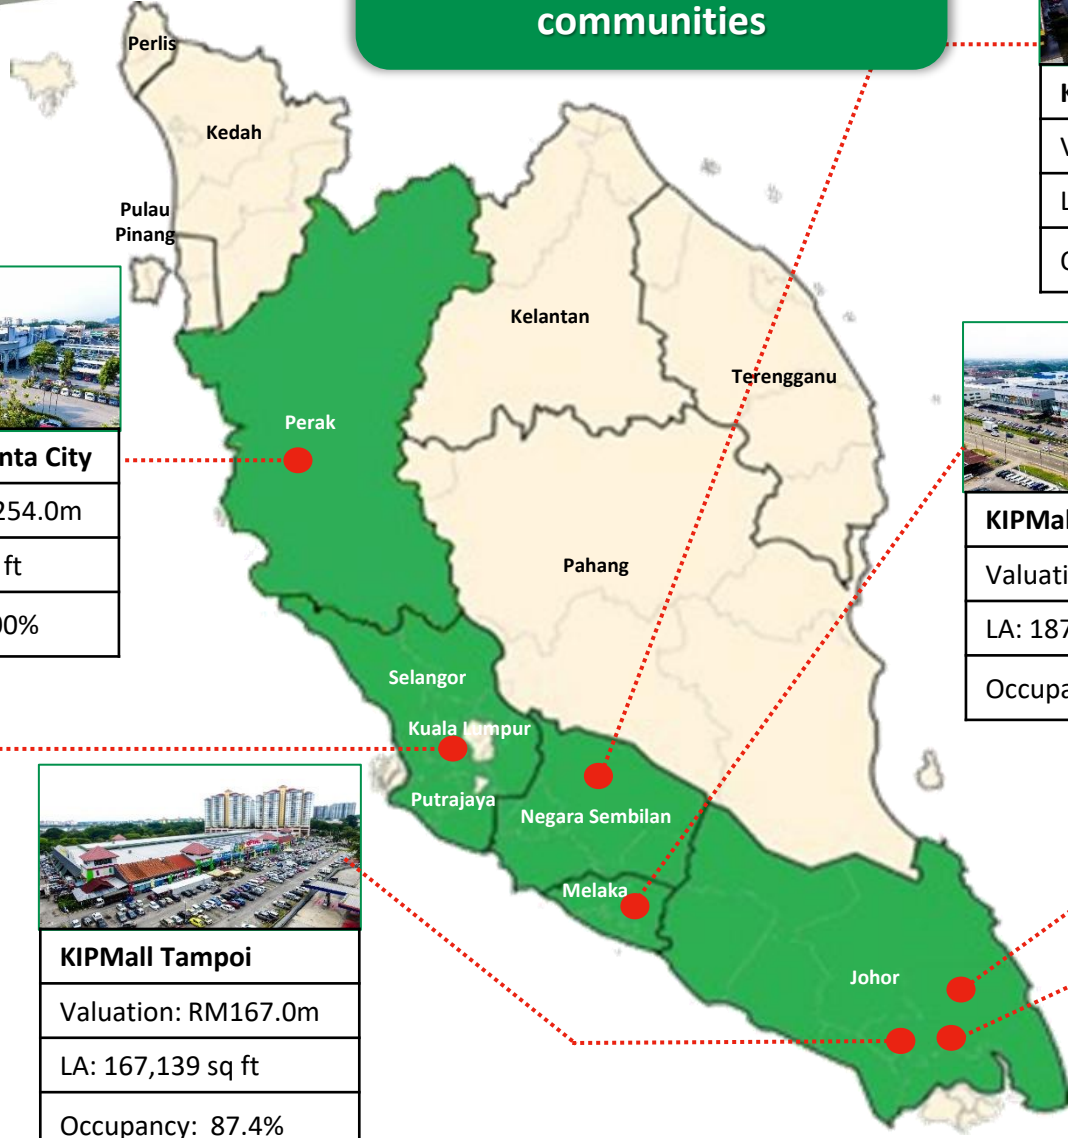 communities
Perlis
Kedah
Pulau
Pinang
Kelantan
Terengganu
Perak
nta City
254.0m
ft
00%
Pahang
KIPMal
Valuati
LA: 187
Occupa
Selangor
Kuala Lumpur
Putrajaya
Negara Sembilan
Melaka
Johor
KIPMall Tampoi
Valuation: RM167.0m
LA: 167,139 sq ft
Occupancy: 87.4%